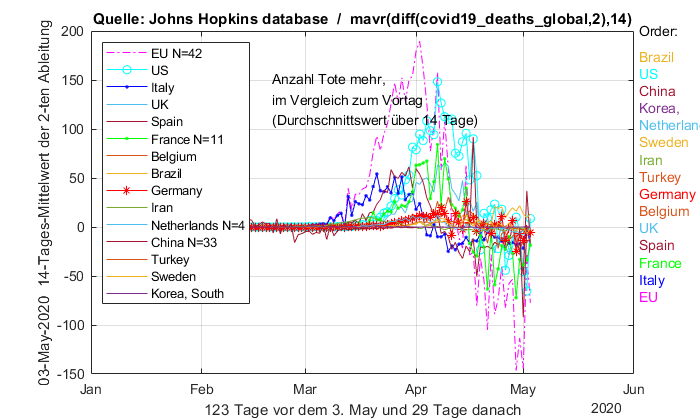 Quelle: Johns Hopkins database / mavr(diff(covid19_deaths_global,2),14)
Order:
200
150
100
50
0
-50
-100
-150
03-May-2020 14-Tages-Mittelwert der 2-ten Ableitung
EU N=42
US
Italy
UK
Spain
France N=11
Belgium
Brazil
Germany
Iran
Netherlands N=4
China N=33
Turkey
Sweden
Korea, South
Anzahl Tote mehr,
im Vergleich zum Vortag
(Durchschnittswert über 14 Tage)
Brazil
US
China
Korea,
Netherland
Sweden
Iran
Turkey
Germany
Belgium
UK
Spain
France
Italy
EU
Jan Feb Mar Apr May Jun
2020
123 Tage vor dem 3. May und 29 Tage danach